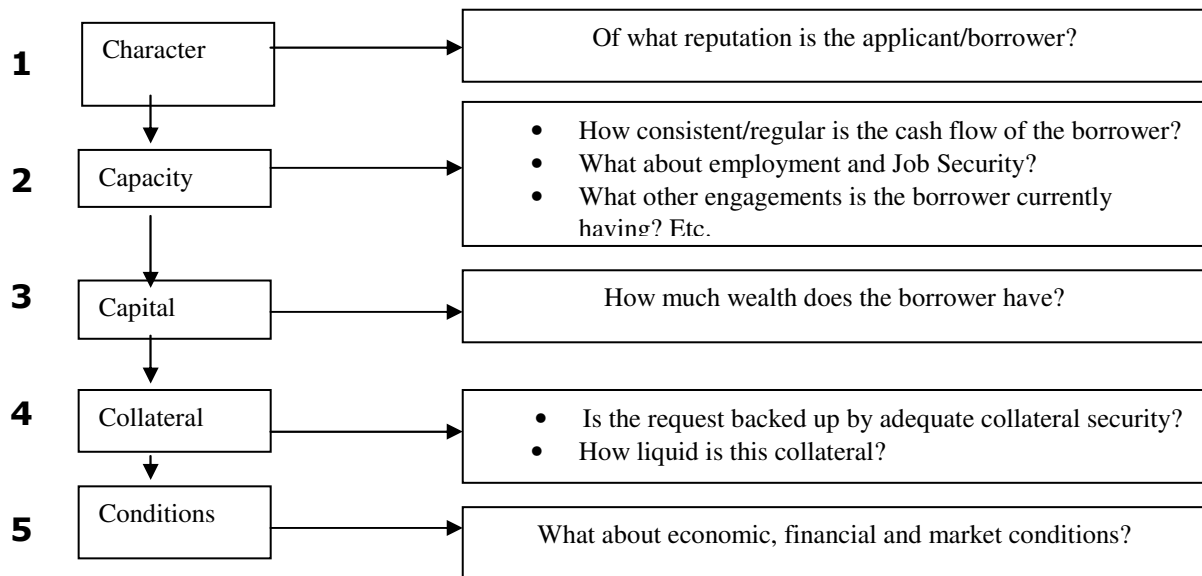 1
Character
Of what reputation is the applicant/borrower?
2
Capacity
• How consistent/regular is the cash flow of the borrower?
• What about employment and Job Security?
• What other engagements is the borrower currently
having? Etc.
3
Capital
How much wealth does the borrower have?
4
Collateral
• Is the request backed up by adequate collateral security?
• How liquid is this collateral?
5
Conditions
What about economic, financial and market conditions?